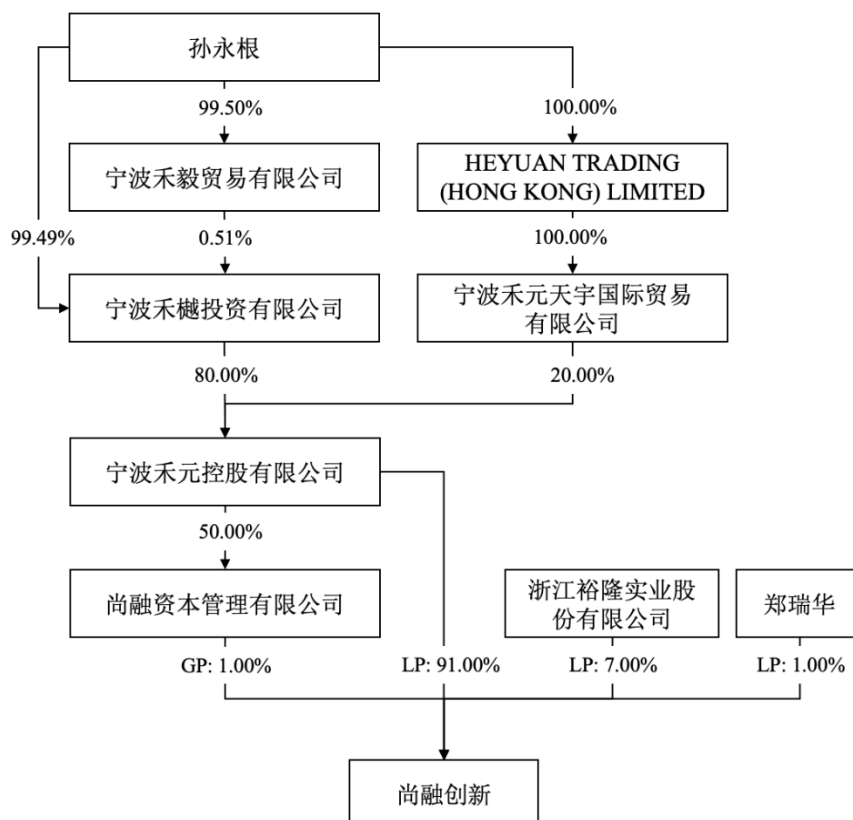 孙永根
99.50%
100.00%
宁波禾毅贸易有限公司
HEYUAN TRADING
(HONG KONG) LIMITED
99.49%
0.51%
100.00%
宁波禾樾投资有限公司
宁波禾元天宇国际贸易
有限公司
80.00%
20.00%
宁波禾元控股有限公司
50.00%
尚融资本管理有限公司
浙江裕隆实业股
份有限公司
郑瑞华
GP: 1.00%
LP: 91.00%
LP: 7.00%
LP: 1.00%
尚融创新